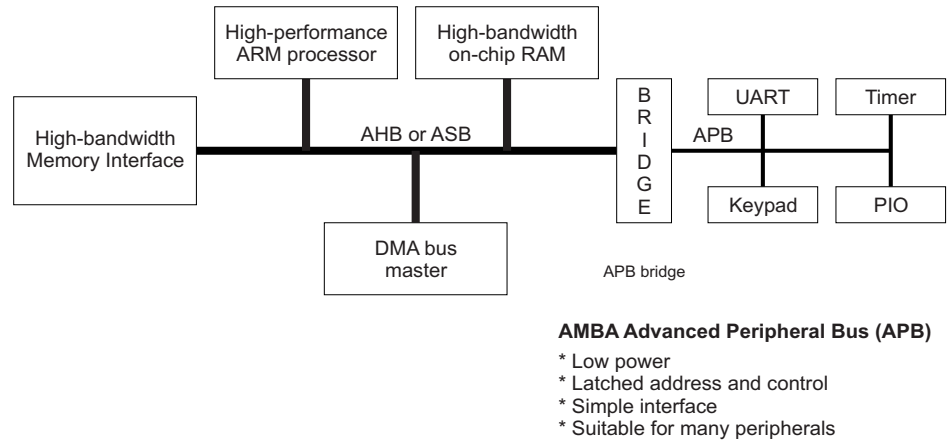 High-performance
ARM processor
High-bandwidth
on-chip RAM
High-bandwidth
Memory Interface
AHB or ASB
B
R
I
D
G
E
APB
UART
Timer
Keypad
PIO
DMA bus
master
APB bridge
AMBA Advanced Peripheral Bus (APB)
* Low power
* Latched address and control
* Simple interface
* Suitable for many peripherals